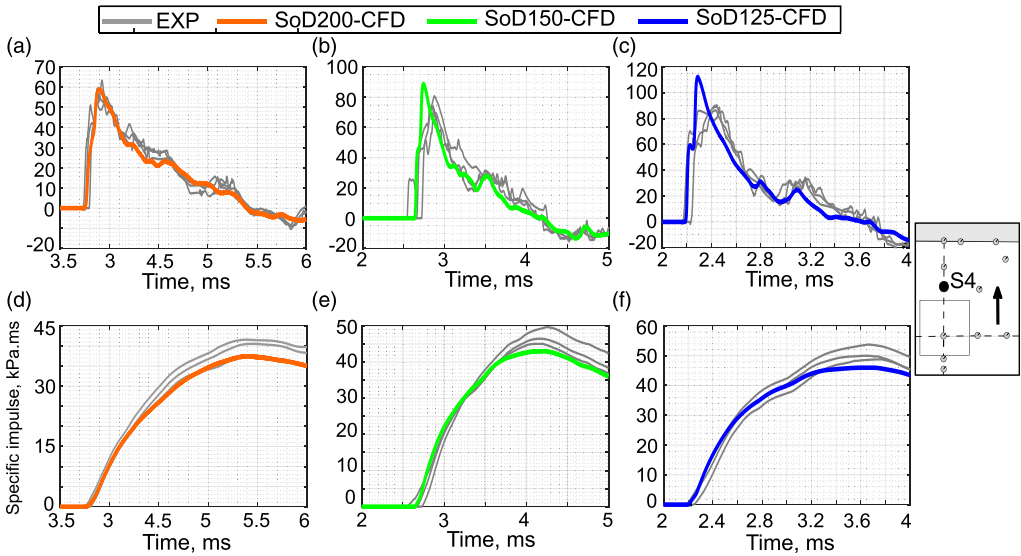 EXP SoD200-CFD SoD150-CFD SoD125-CFD
(a) (b) (c)
70
60
50
40
30
20
10
0
-20
3.5 4 4.5 5 5.5 6
Time, ms
100
80
60
40
20
0
-20
2 3 4 5
Time, ms
120
100
80
60
40
20
0
-20
2 2.4 2.8 3.2 3.6 4
Time, ms
S4
(d) (e) (f)
Specific impulse, kPa.ms
45
35
25
15
0
3.5 4 4.5 5 5.5 6
Time, ms
50
40
30
20
10
0
2 3 4 5
Time, ms
60
50
40
30
20
10
0
2 2.4 2.8 3.2 3.6 4
Time, ms